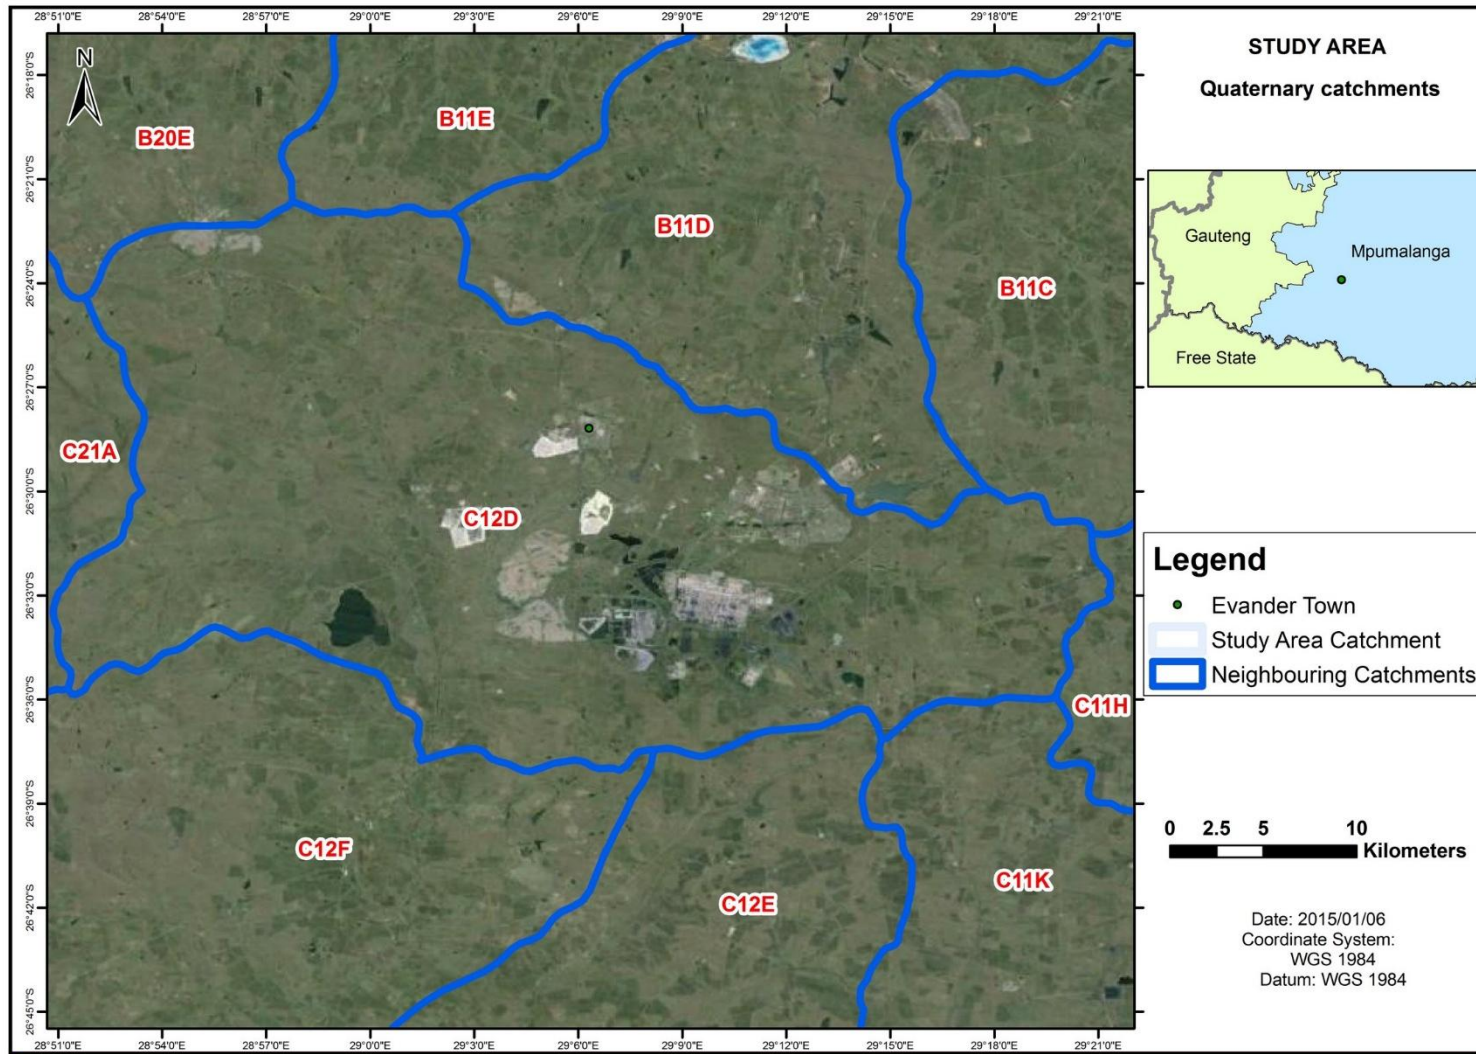 28°51'0"E 28°54'0"E 28°57'0"E 29°0'0"E 29°3'0"E 29°6'0"E 29°9'0"E 29°12'0"E 29°15'0"E 29°18'0"E 29°21'0"E
N
26°18'0"S
26°21'0"S
26°24'0"S
26°27'0"S
26°30'0"S
26°33'0"S
26°36'0"S
26°39'0"S
26°42'0"S
26°45'0"S
B20E
B11E
B11D
B11C
C21A
C12D
C11H
C12F
C11K
C12E
28°51'0"E 28°54'0"E 28°57'0"E 29°0'0"E 29°3'0"E 29°6'0"E 29°9'0"E 29°12'0"E 29°15'0"E 29°18'0"E 29°21'0"E
STUDY AREA
Quaternary catchments
Gauteng
Mpumalanga
Free State
Legend
Evander Town
Study Area Catchment
Neighbouring Catchments
0 2.5 5 10
Kilometers
Date: 2015/01/06
Coordinate System:
WGS 1984
Datum: WGS 1984